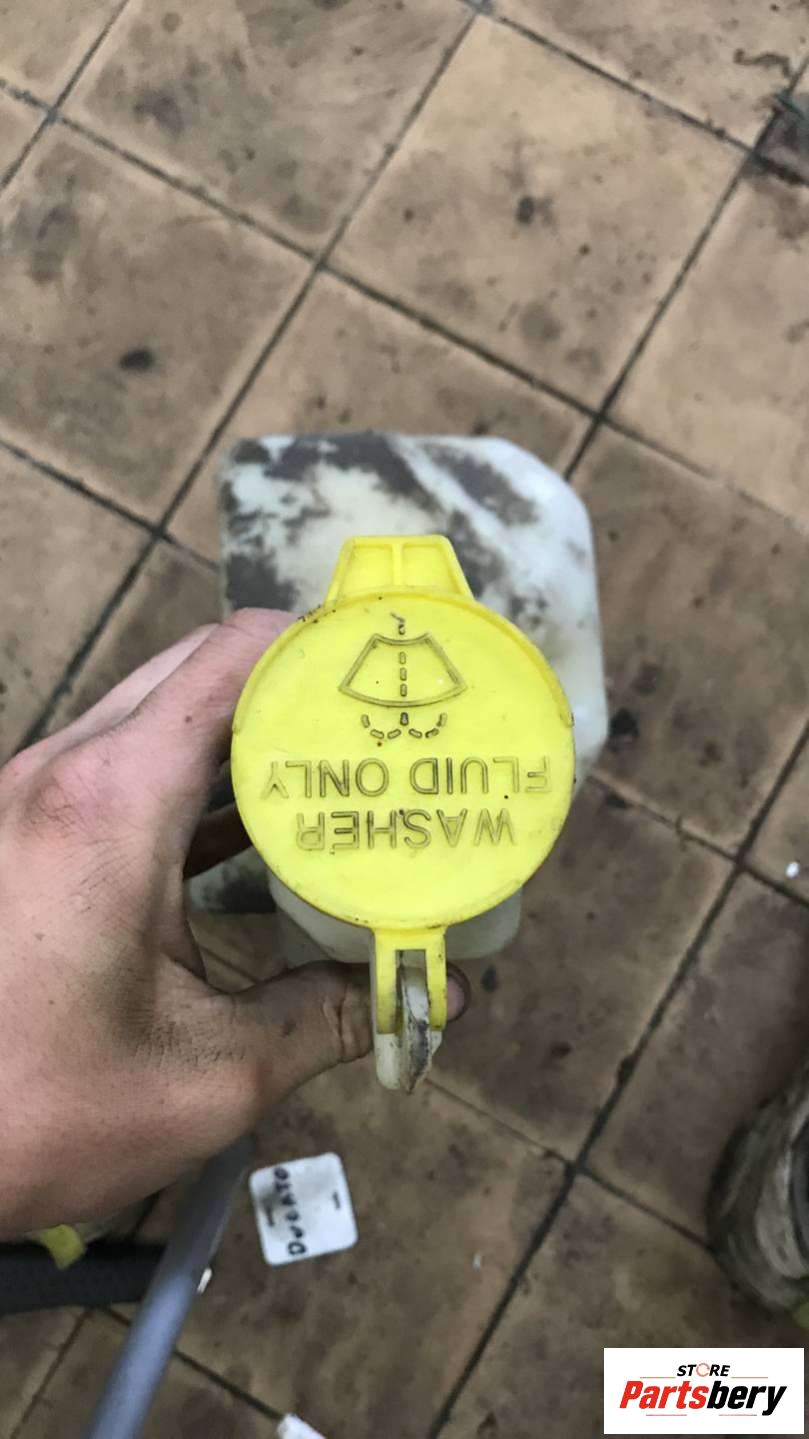 WASHER
FLUID ONLY
STORE
Partsbery